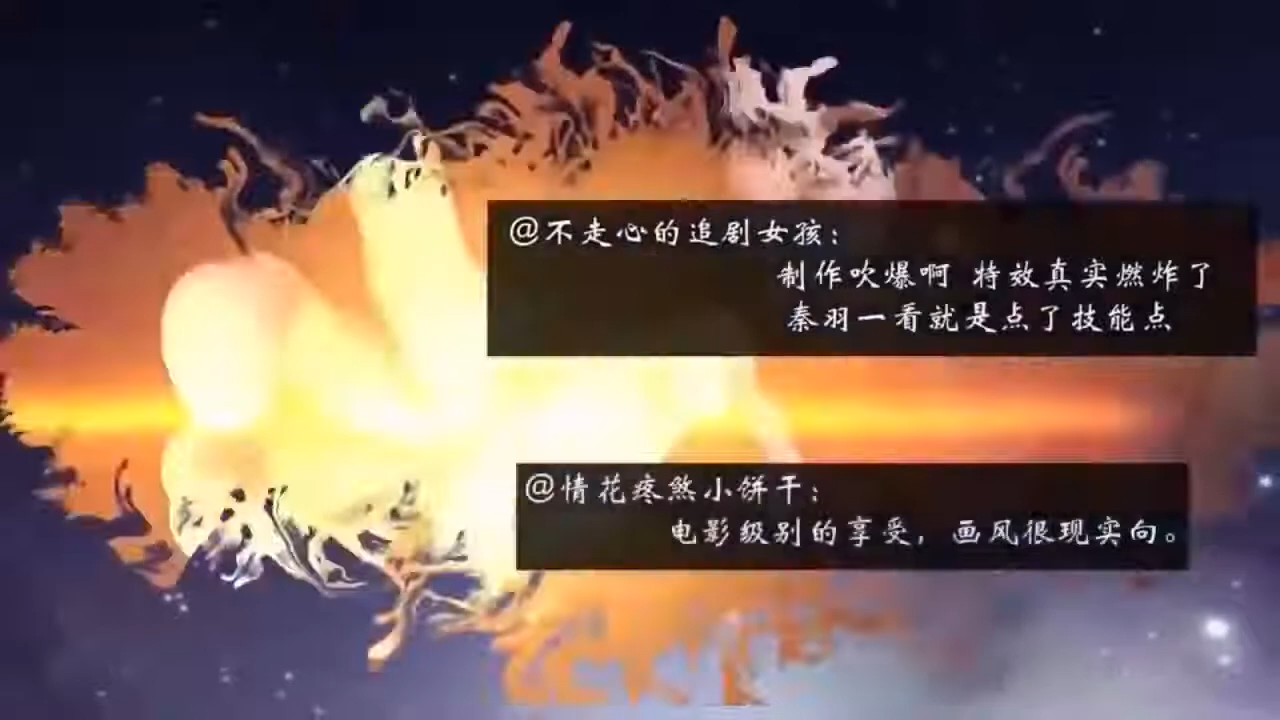 @不走心的追剧女孩：
制作吹爆啊 特效真实燃炸了
秦羽一看就是点了技能点
@情花疼煞小饼干：
电影级别的享受，画风很现实向。